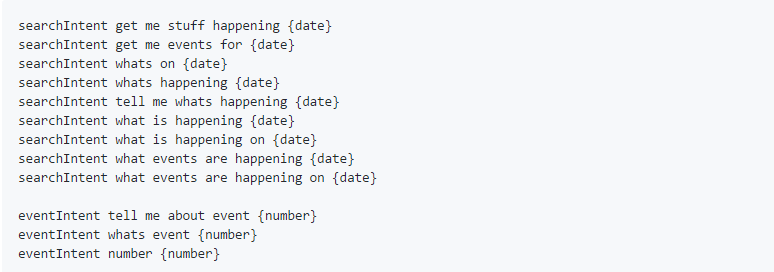 searchIntent get me stuff happening {date}
searchIntent get me events for {date}
searchIntent whats on {date}
searchIntent whats happening {date}
searchIntent tell me whats happening {date}
searchIntent what is happening {date}
searchIntent what is happening on {date}
searchIntent what events are happening {date}
searchIntent what events are happening on {date}

eventIntent tell me about event {number}
eventIntent whats event {number}
eventIntent number {number}